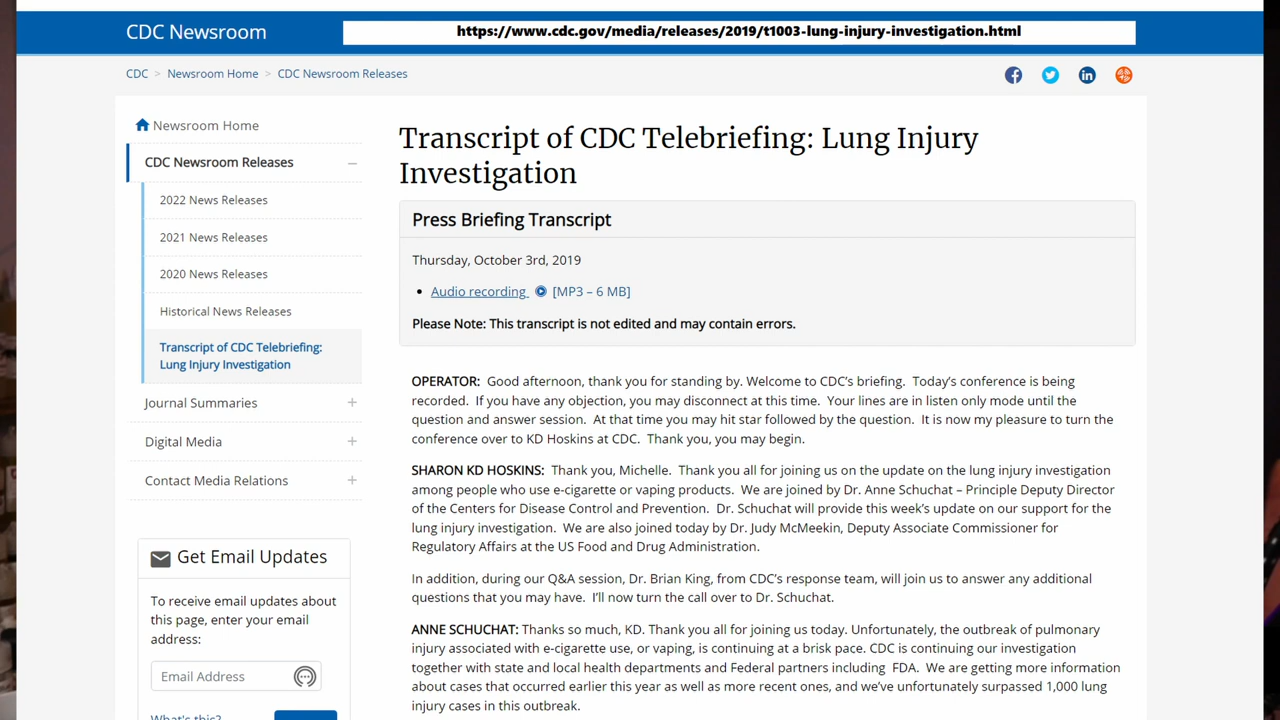 CDC Newsroom
https://www.cdc.gov/media/releases/2019/t1003-lung-injury-investigation.html
CDC > Newsroom Home > CDC Newsroom Releases
Newsroom Home
CDC Newsroom Releases
2022 News Releases
2021 News Releases
2020 News Releases
Historical News Releases
Transcript of CDC Telebriefing:
Lung Injury Investigation
Journal Summaries
Digital Media
Contact Media Relations
Get Email Updates
To receive email updates about
this page, enter your email
address:
Email Address
What's this?
Transcript of CDC Telebriefing: Lung Injury
Investigation
Press Briefing Transcript
Thursday, October 3rd, 2019
Audio recording [MP3 – 6 MB]
Please Note: This transcript is not edited and may contain errors.
OPERATOR: Good afternoon, thank you for standing by. Welcome to CDC's briefing. Today's conference is being
recorded. If you have any objection, you may disconnect at this time. Your lines are in listen only mode until the
question and answer session. At that time you may hit star followed by the question. It is now my pleasure to turn the
conference over to KD Hoskins at CDC. Thank you, you may begin.
SHARON KD HOSKINS: Thank you, Michelle. Thank you all for joining us on the update on the lung injury investigation
among people who use e-cigarette or vaping products. We are joined by Dr. Anne Schuchat – Principle Deputy Director
of the Centers for Disease Control and Prevention. Dr. Schuchat will provide this week's update on our support for the
lung injury investigation. We are also joined today by Dr. Judy McMeekin, Deputy Associate Commissioner for
Regulatory Affairs at the US Food and Drug Administration.
In addition, during our Q&A session, Dr. Brian King, from CDC's response team, will join us to answer any additional
questions that you may have. I'll now turn the call over to Dr. Schuchat.
ANNE SCHUCHAT: Thanks so much, KD. Thank you all for joining us today. Unfortunately, the outbreak of pulmonary
injury associated with e-cigarette use, or vaping, is continuing at a brisk pace. CDC is continuing our investigation
together with state and local health departments and Federal partners including FDA. We are getting more information
about cases that occurred earlier this year as well as more recent ones, and we've unfortunately surpassed 1,000 lung
injury cases in this outbreak.